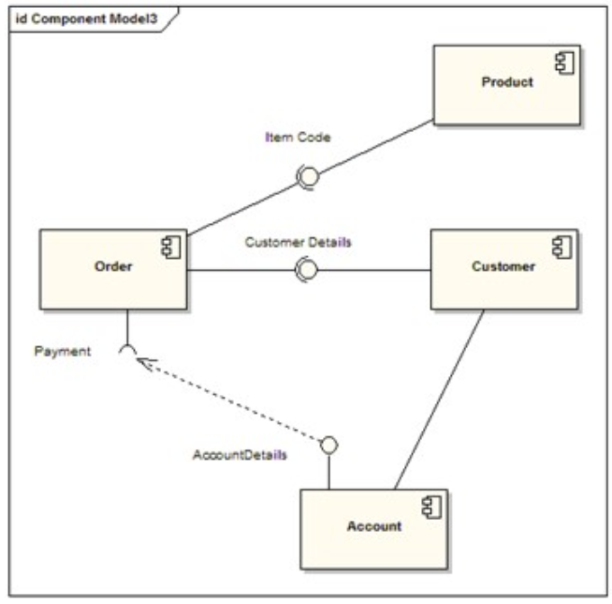 id Component Model3
Product
Item Code
Customer Details
Order
Customer
Payment
AccountDetails
Account